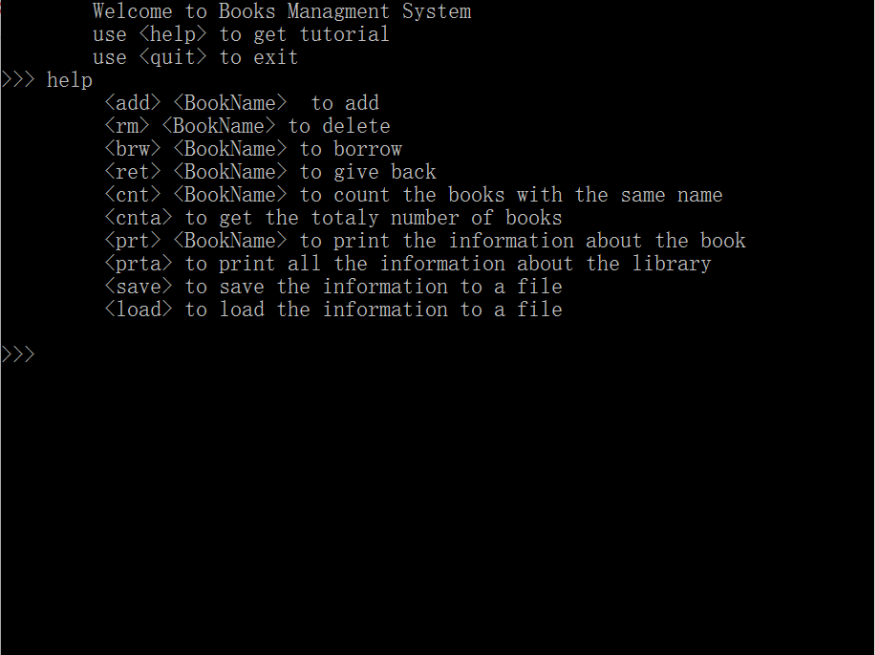 Welcome to Books Managment System
use <help> to get tutorial
use <quit> to exit
>>> help
<add> <BookName>  to add
<rm> <BookName> to delete
<brw> <BookName> to borrow
<ret> <BookName> to give back
<cnt> <BookName> to count the books with the same name
<cnta> to get the totaly number of books
<prt> <BookName> to print the information about the book
<prta> to print all the information about the library
<save> to save the information to a file
<load> to load the information to a file
>>>